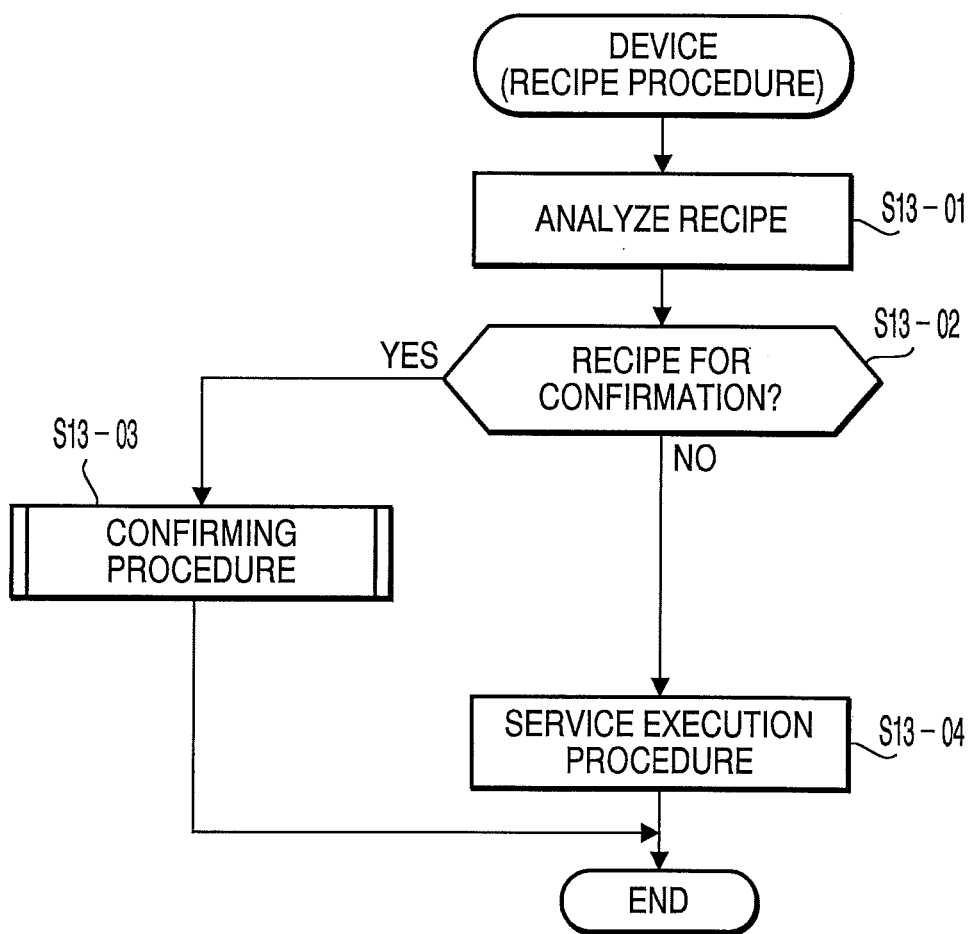 DEVICE
(RECIPE PROCEDURE)
ANALYZE RECIPE
S13-01
RECIPE FOR
CONFIRMATION?
S13-02
YES
NO
S13-03
CONFIRMING
PROCEDURE
SERVICE EXECUTION
PROCEDURE
S13-04
END